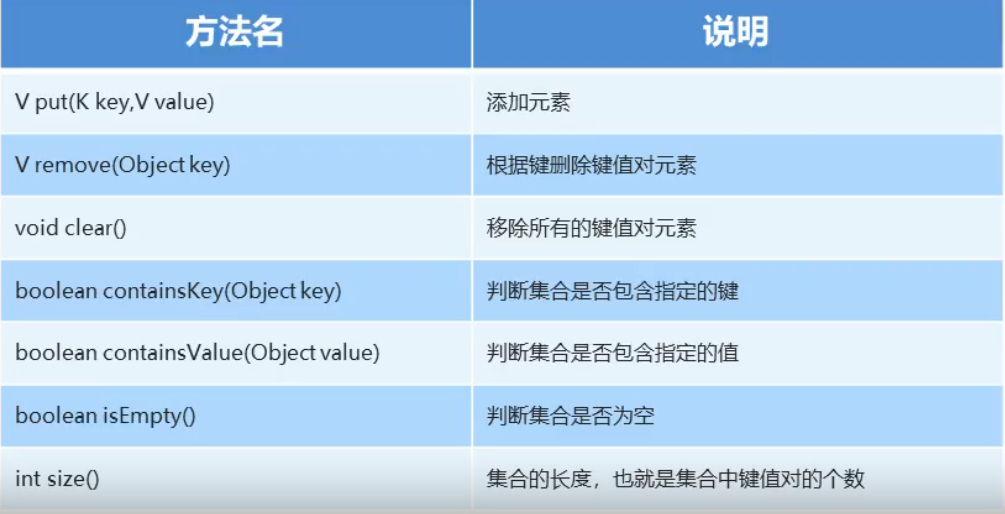 方法名 说明
V put(K key,V value) 添加元素
V remove(Object key) 根据键删除键值对元素
void clear() 移除所有的键值对元素
boolean containsKey(Object key) 判断集合是否包含指定的键
boolean containsValue(Object value) 判断集合是否包含指定的值
boolean isEmpty() 判断集合是否为空
int size() 集合的长度，也就是集合中键值对的个数